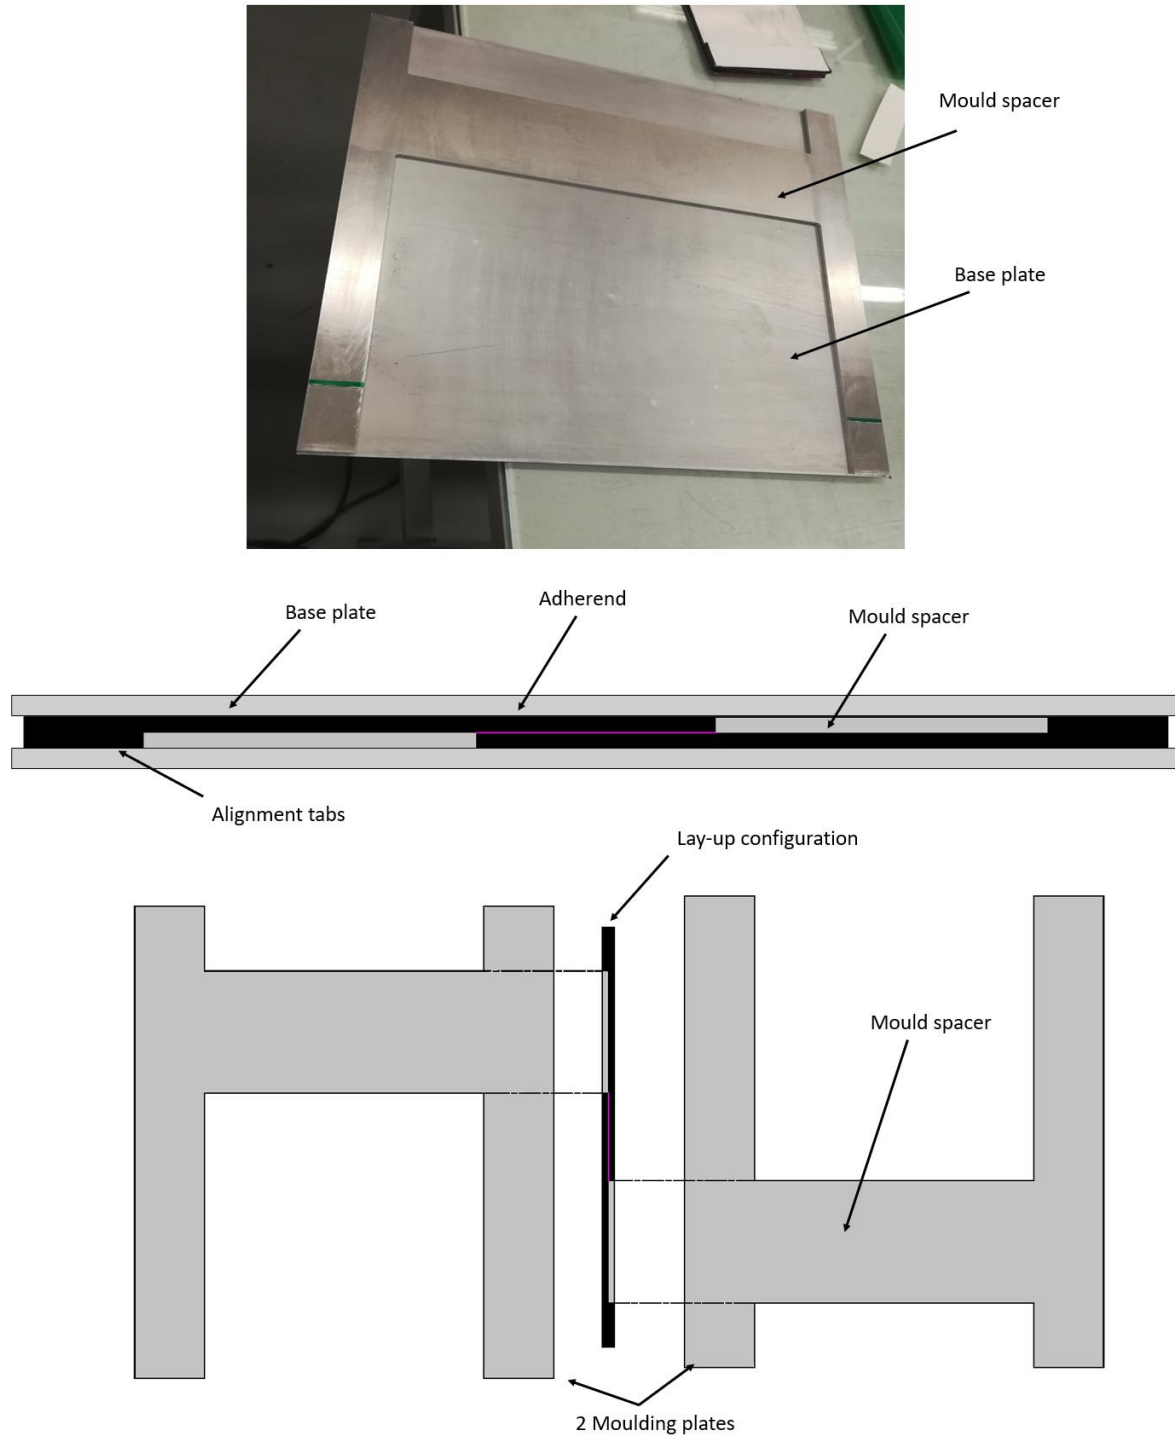 Mould spacer
Base plate
Adherend
Base plate
Mould spacer
Alignment tabs
Lay-up configuration
Mould spacer
2 Moulding plates